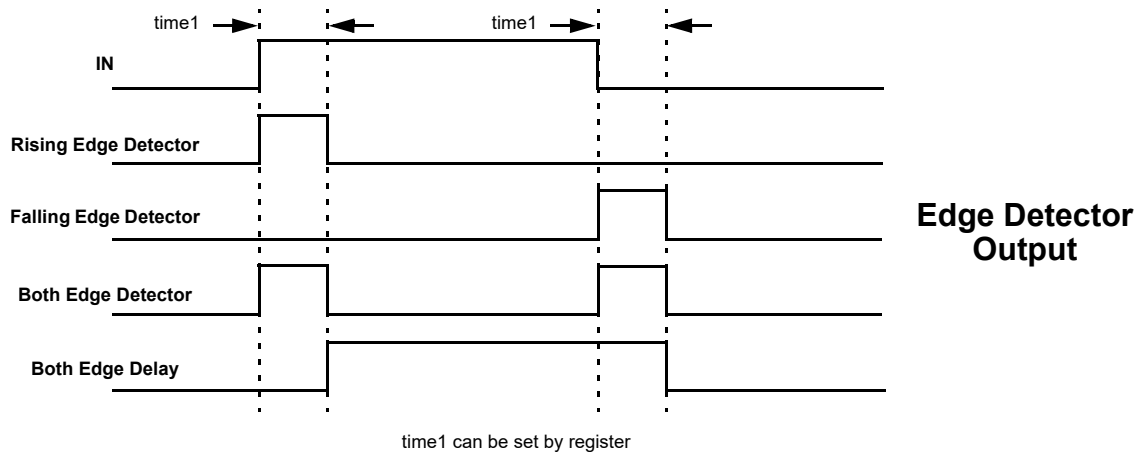 time1
time1
IN
Rising Edge Detector
Falling Edge Detector
Edge Detector
Output
Both Edge Detector
Both Edge Delay
time1 can be set by register